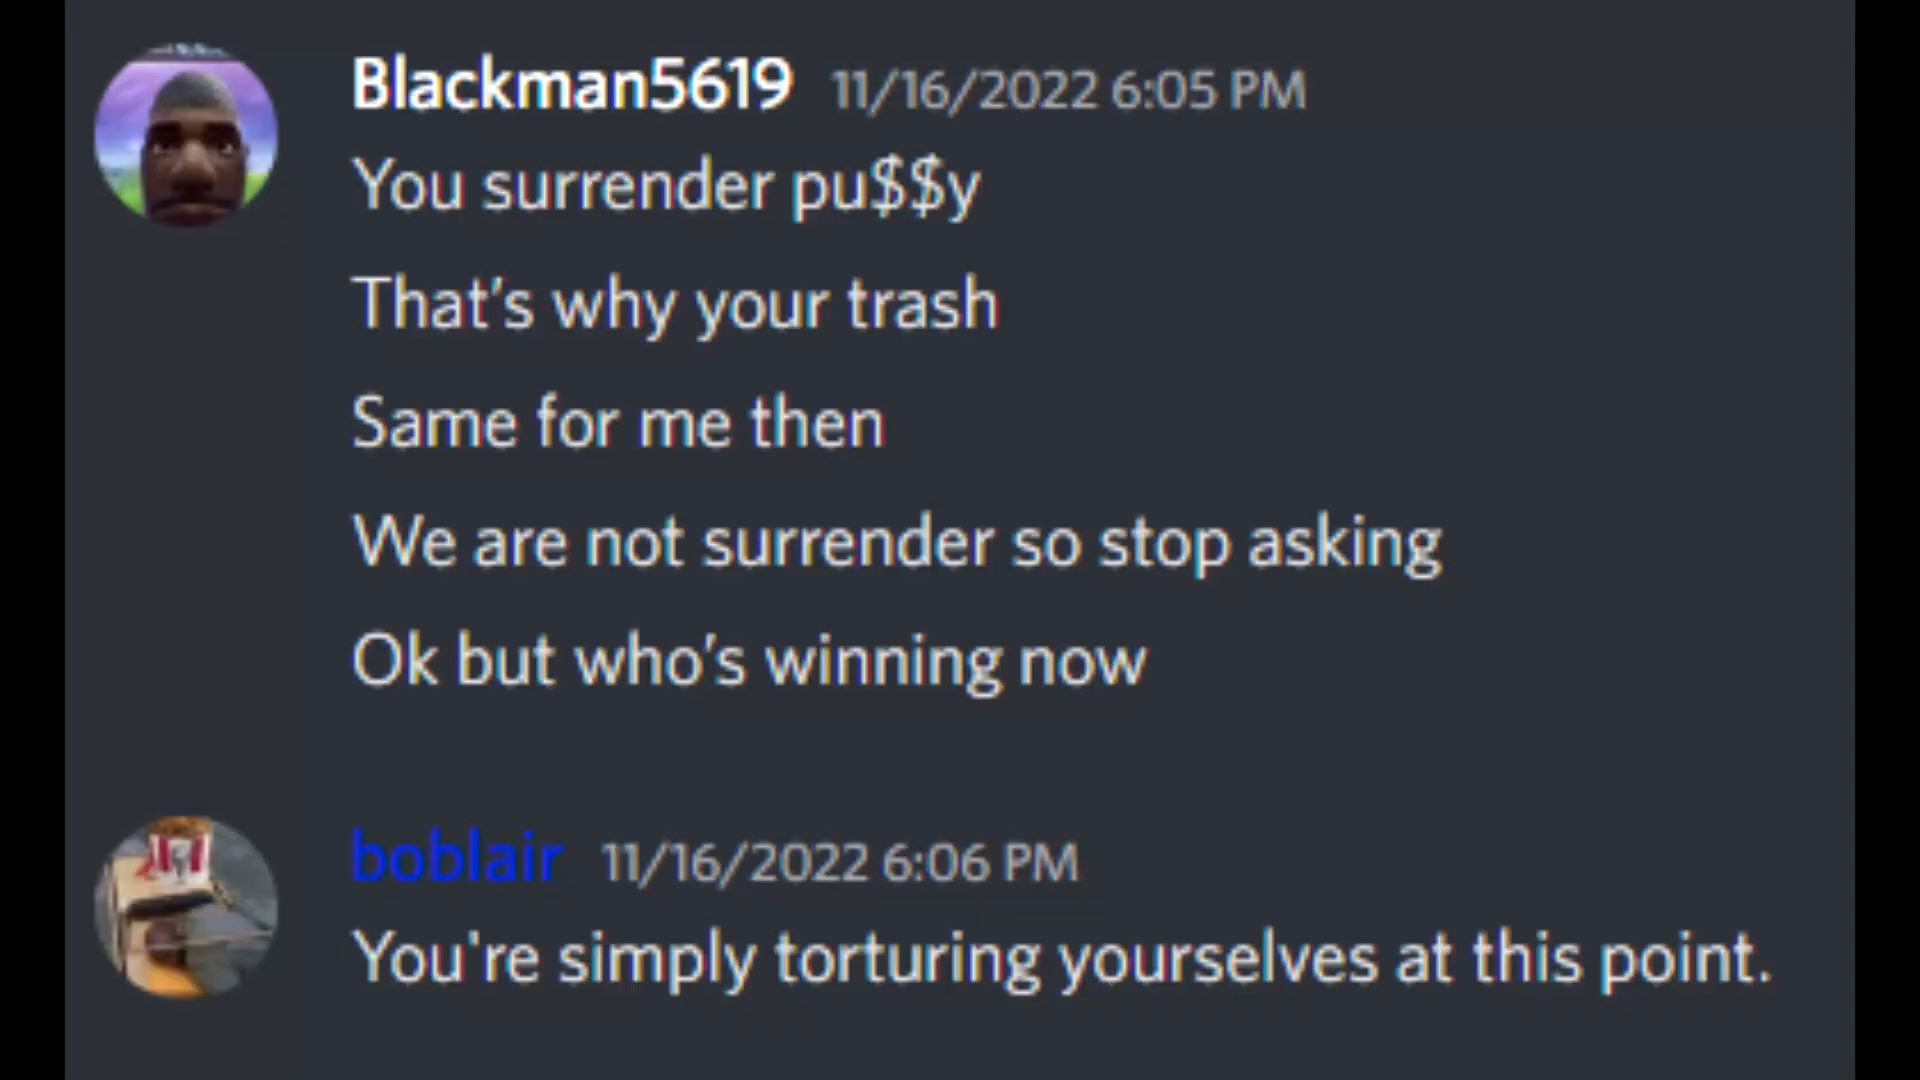 Blackman5619 11/16/2022 6:05 PM
You surrender pu$$y
That's why your trash
Same for me then
We are not surrender so stop asking
Ok but who's winning now
boblair 11/16/2022 6:06 PM
You're simply torturing yourselves at this point.